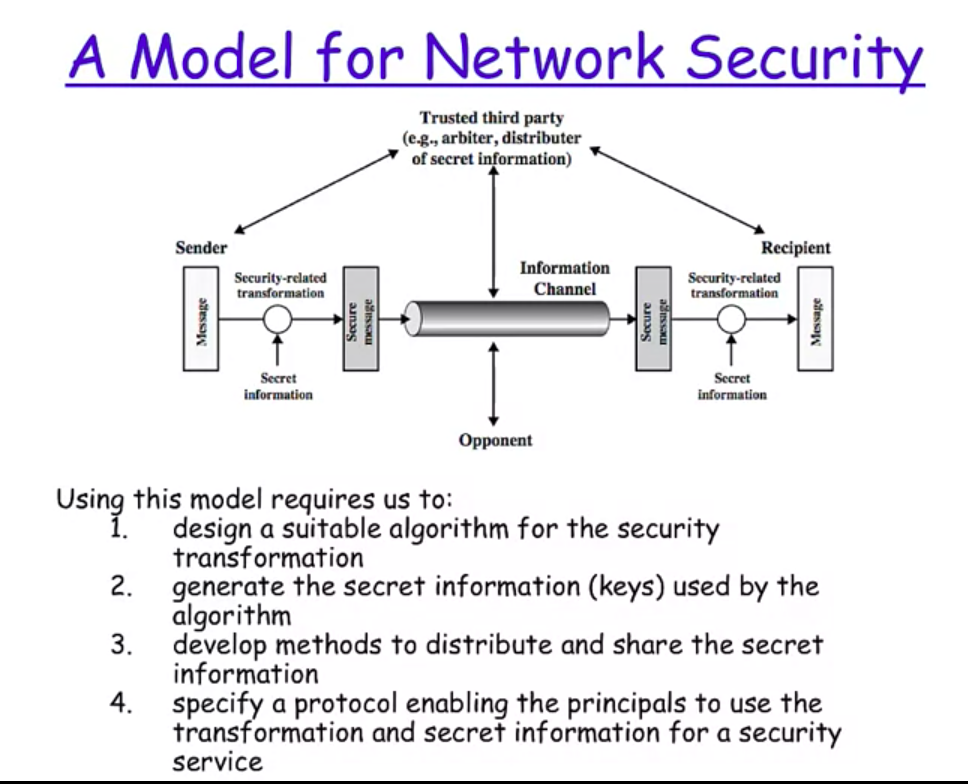 A Model for Network Security
Trusted third party
(e.g., arbiter, distributer
of secret information)
Sender
Recipient
Information
Channel
Security-related
transformation
Security-related
transformation
Message
Secure
message
Secure
message
Message
Secret
information
Secret
information
Opponent
Using this model requires us to:
1. design a suitable algorithm for the security
transformation
2. generate the secret information (keys) used by the
algorithm
3. develop methods to distribute and share the secret
information
4. specify a protocol enabling the principals to use the
transformation and secret information for a security
service